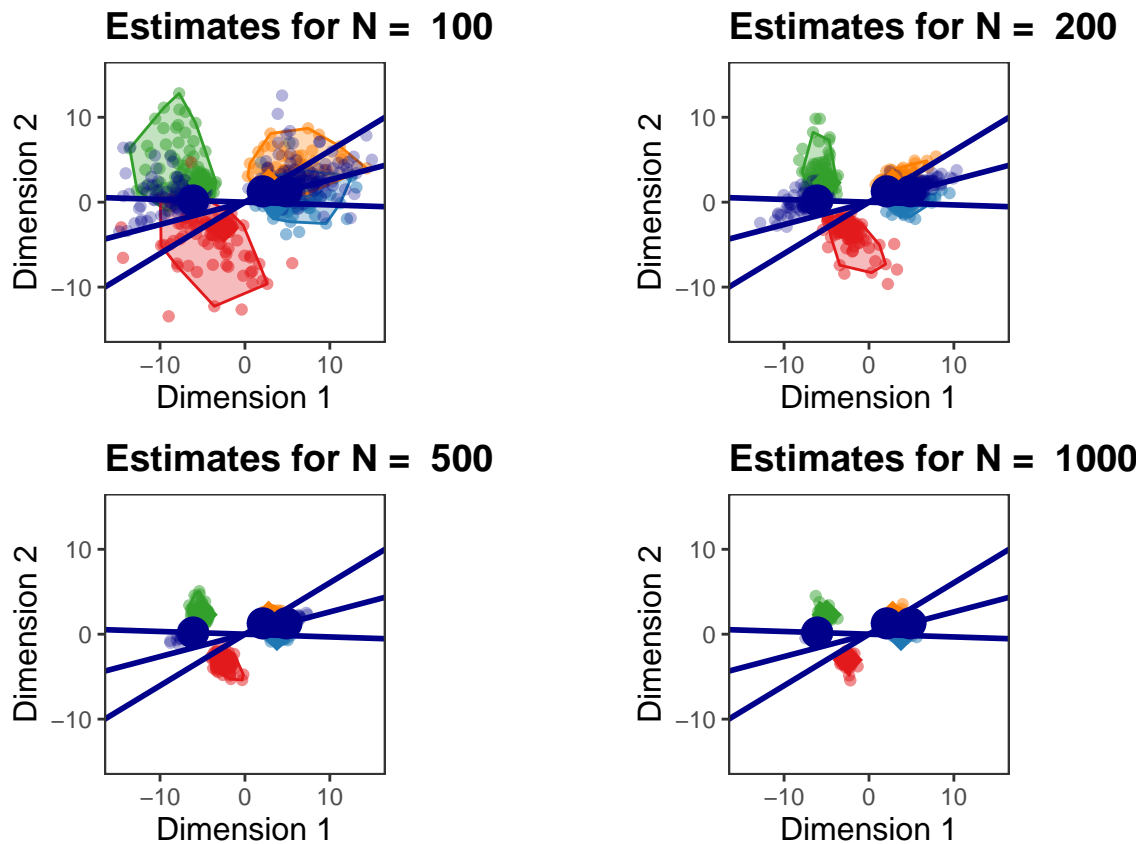 Estimates for N =  100
Dimension 2
10
0
−10
−10 0 10
Dimension 1
Estimates for N =  200
Dimension 2
10
0
−10
−10 0 10
Dimension 1
Estimates for N =  500
Dimension 2
10
0
−10
−10 0 10
Dimension 1
Estimates for N =  1000
Dimension 2
10
0
−10
−10 0 10
Dimension 1